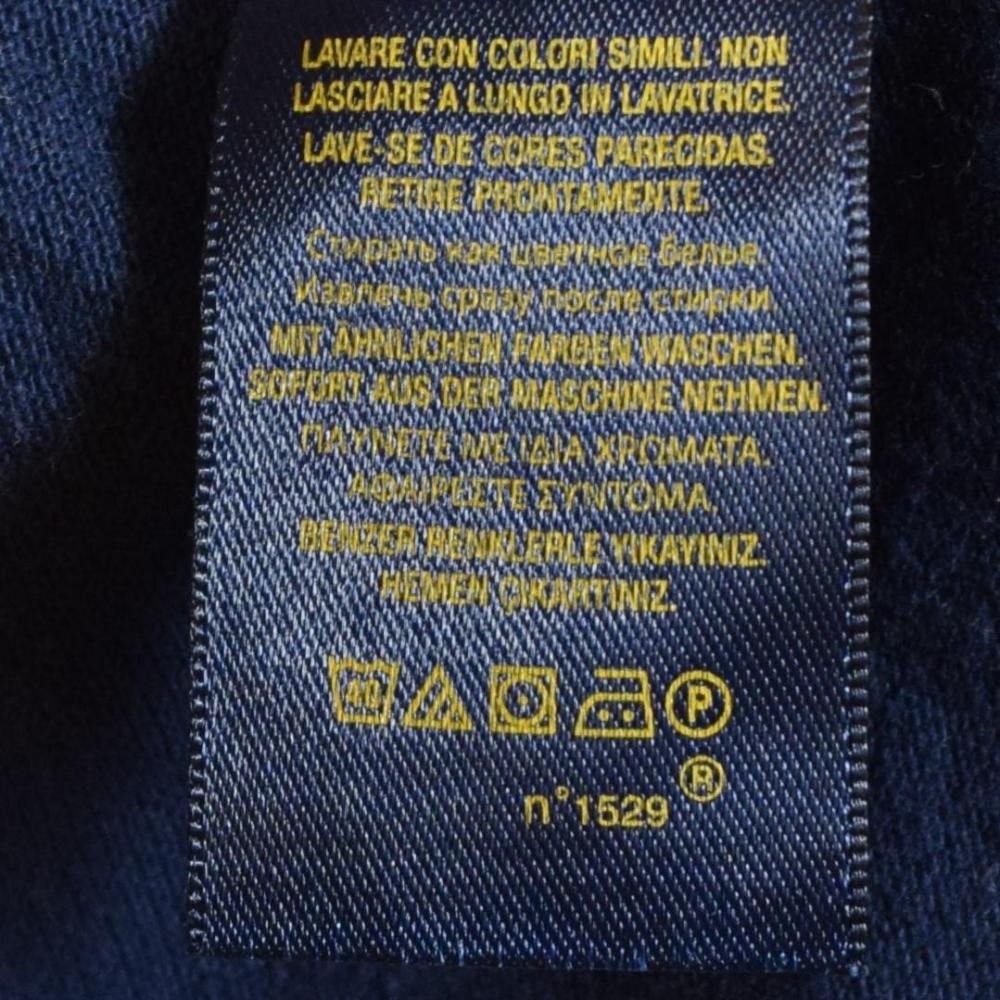 LAVARE CON COLORI SIMILI. NON
LASCIARE A LUNGO IN LAVATRICE.
LAVE-SE DE CORES PARECIDAS.
RETIRE PRONTAMENTE.
Стирать как цветное белье.
Извлечь сразу после стирки.
MIT ÄHNLICHEN FARBEN WASCHEN.
SOFORT AUS DER MASCHINE NEHMEN.
ΠΛΥΝΕΤΕ ΜΕ ΙΔΙΑ ΧΡΩΜΑΤΑ.
ΑΦΑΙΡΕΣΤΕ ΣΥΝΤΟΜΑ.
BENZER RENKLERLE YIKAYINIZ.
HEMEN ÇIKARTINIZ.
40 P
®
n°1529